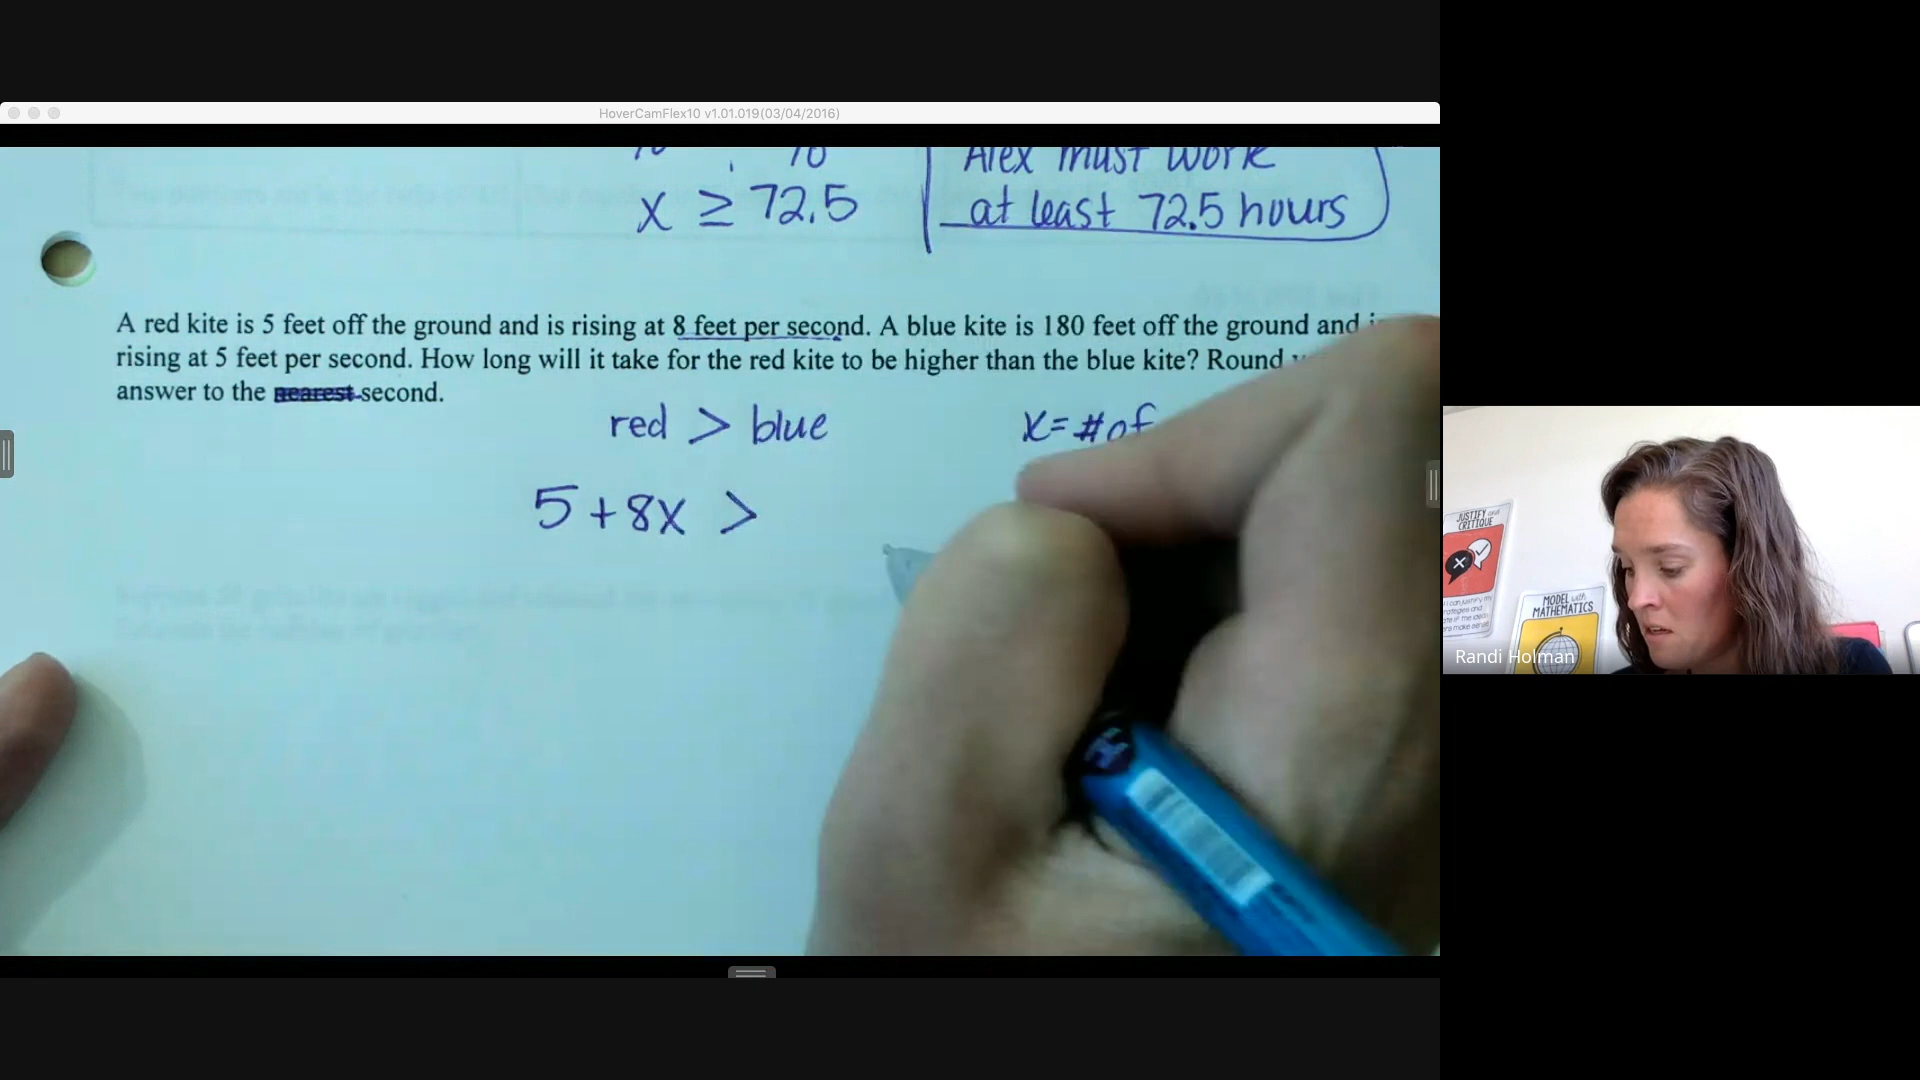 HoverCamFlex10 v1.01.019(03/04/2016)
10 10
Alex must work
x ≥ 72.5
at least 72.5 hours
A red kite is 5 feet off the ground and is rising at 8 feet per second. A blue kite is 180 feet off the ground and
rising at 5 feet per second. How long will it take for the red kite to be higher than the blue kite? Round
answer to the nearest second.
red > blue
x = # of
5 + 8x >
JUSTIFY and
CRITIQUE
MODEL with
MATHEMATICS
Randi Holman